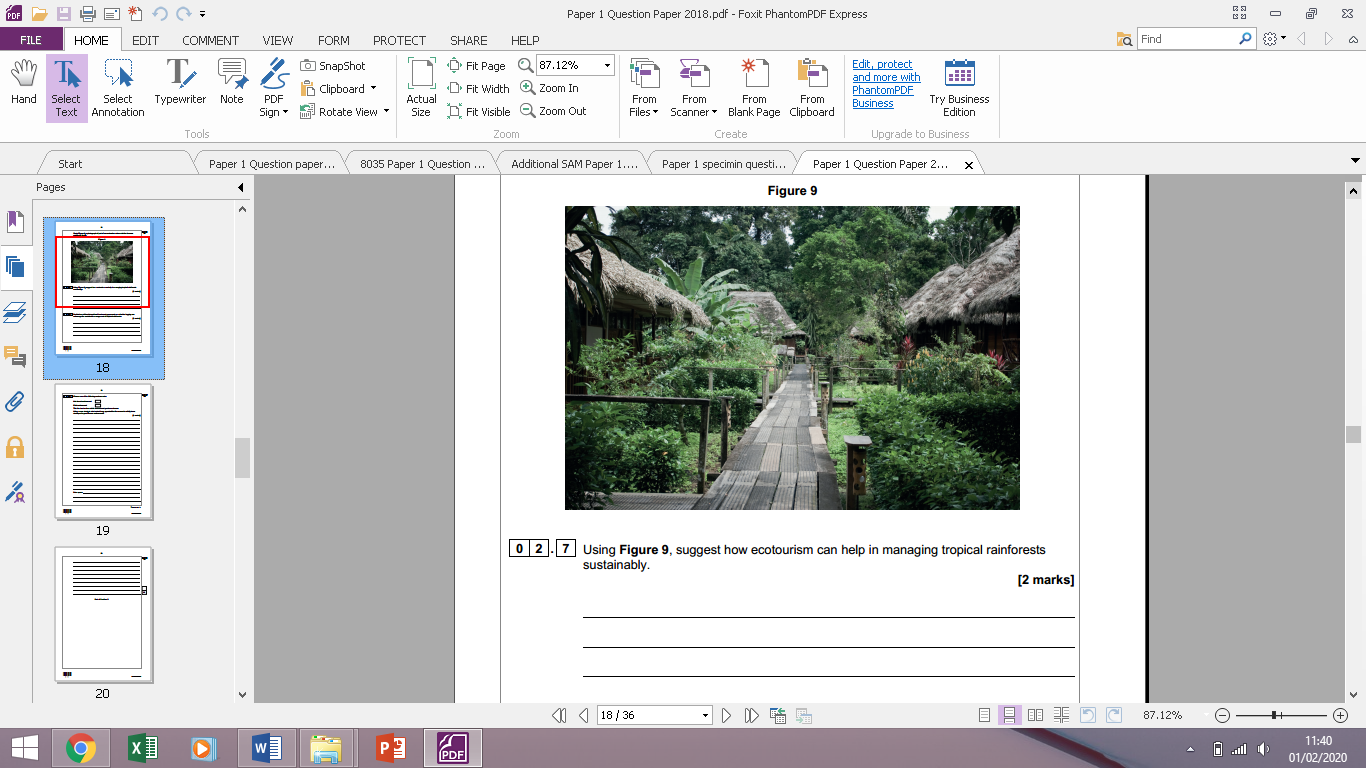 Paper 1 Question Paper 2018.pdf - Foxit PhantomPDF Express
FILE HOME EDIT COMMENT VIEW FORM PROTECT SHARE HELP
Find
Hand
Select Text
Select Annotation
Typewriter
Note
PDF Sign
SnapShot
Clipboard
Rotate View
Tools
Actual Size
Fit Page
Fit Width
Fit Visible
87.12%
Zoom In
Zoom Out
Zoom
From Files
From Scanner
From Blank Page
From Clipboard
Create
Edit, protect
and more with
PhantomPDF
Business
Try Business Edition
Upgrade to Business
Start
Paper 1 Question paper...
8035 Paper 1 Question ...
Additional SAM Paper 1....
Paper 1 specimin questi...
Paper 1 Question Paper 2...
Pages
18
19
20
Figure 9
0 2 . 7 Using Figure 9, suggest how ecotourism can help in managing tropical rainforests
sustainably.
[2 marks]
18 / 36
87.12%
PDF
11:40
01/02/2020